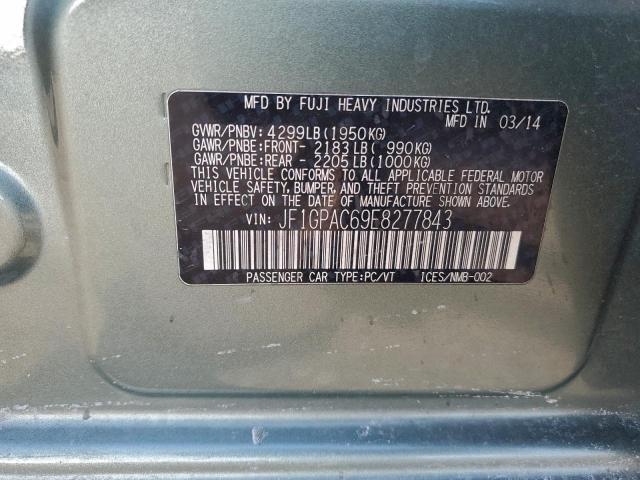 MFD BY FUJI HEAVY INDUSTRIES LTD.
MFD IN 03/14
GVWR/PNBV: 4299LB(1950KG)
GAWR/PNBE:FRONT- 2183LB( 990KG)
GAWR/PNBE:REAR - 2205LB(1000KG)
THIS VEHICLE CONFORMS TO ALL APPLICABLE FEDERAL MOTOR
VEHICLE SAFETY, BUMPER, AND THEFT PREVENTION STANDARDS
IN EFFECT ON THE DATE OF MANUFACTURE SHOWN ABOVE.
VIN: JF1GPAC69E8277843
PASSENGER CAR TYPE:PC/VT ICES/NMB-002